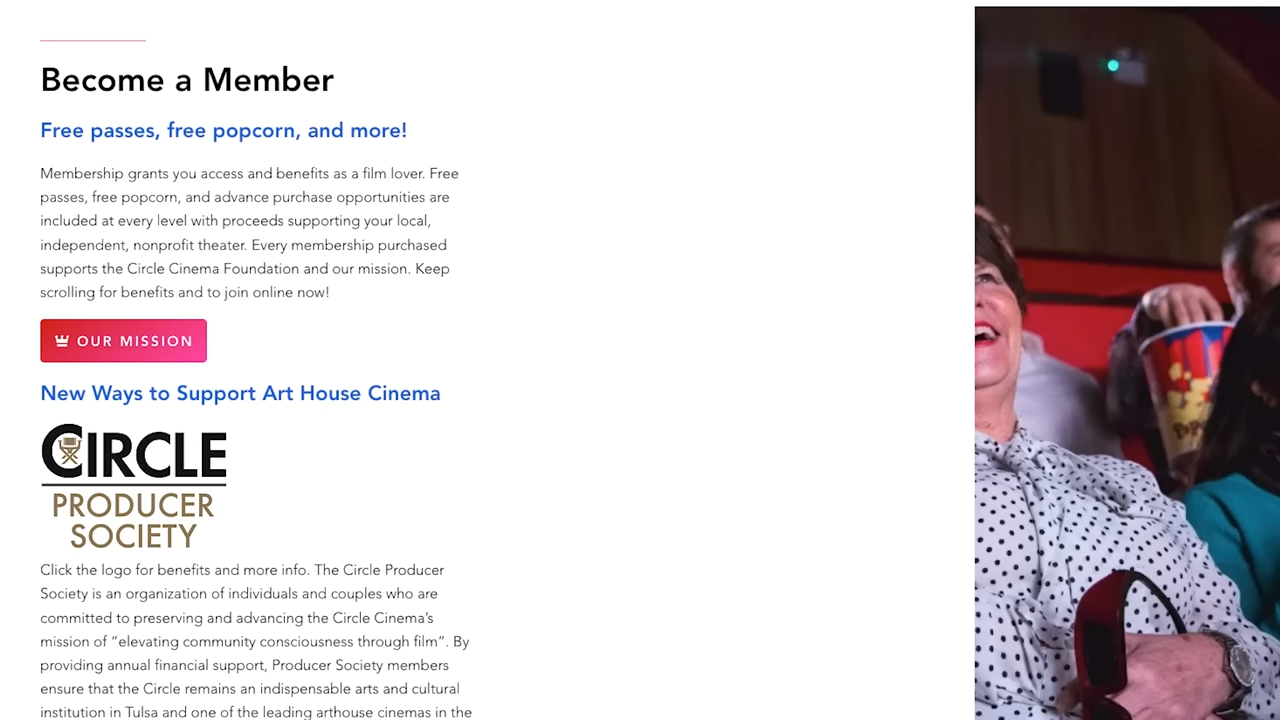 Become a Member
Free passes, free popcorn, and more!
Membership grants you access and benefits as a film lover. Free
passes, free popcorn, and advance purchase opportunities are
included at every level with proceeds supporting your local,
independent, nonprofit theater. Every membership purchased
supports the Circle Cinema Foundation and our mission. Keep
scrolling for benefits and to join online now!
OUR MISSION
New Ways to Support Art House Cinema
CIRCLE
PRODUCER
SOCIETY
Click the logo for benefits and more info. The Circle Producer
Society is an organization of individuals and couples who are
committed to preserving and advancing the Circle Cinema’s
mission of “elevating community consciousness through film”. By
providing annual financial support, Producer Society members
ensure that the Circle remains an indispensable arts and cultural
institution in Tulsa and one of the leading arthouse cinemas in the